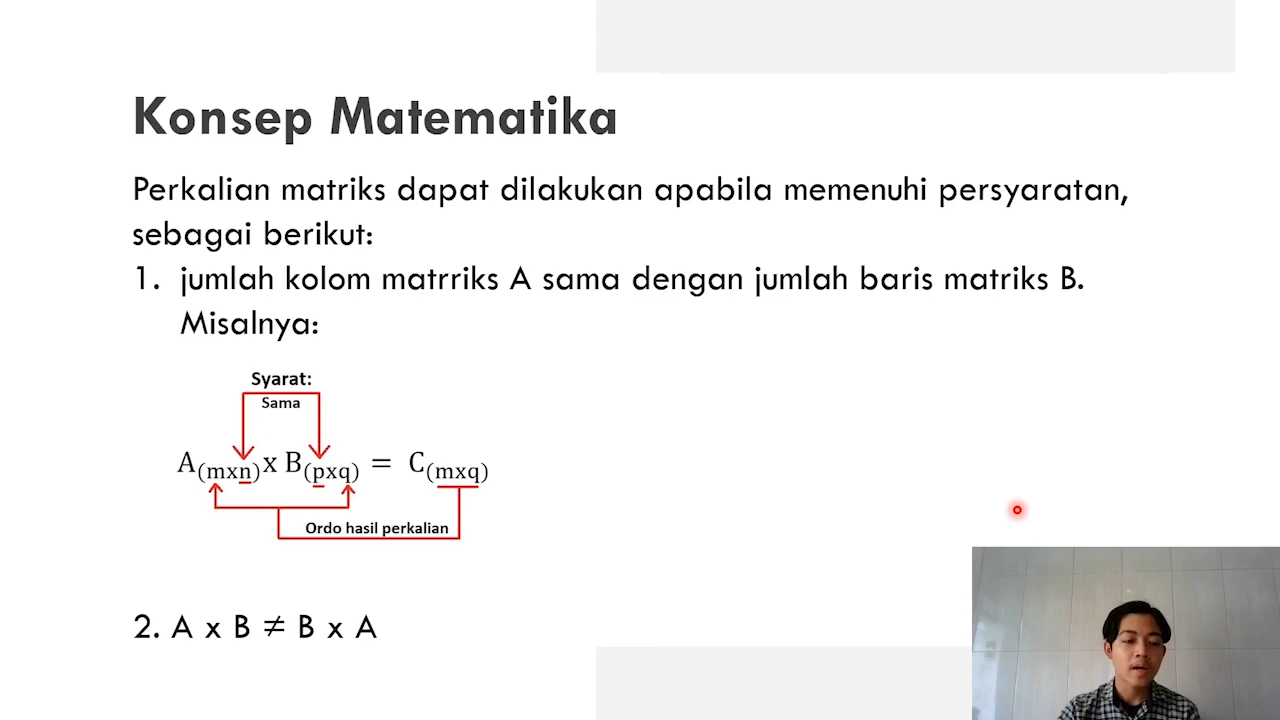 Konsep Matematika
Perkalian matriks dapat dilakukan apabila memenuhi persyaratan,
sebagai berikut:
1. jumlah kolom matrriks A sama dengan jumlah baris matriks B.
Misalnya:
Syarat:
Sama
A(mxn) x B(pxq) = C(mxq)
Ordo hasil perkalian
2. A x B ≠ B x A